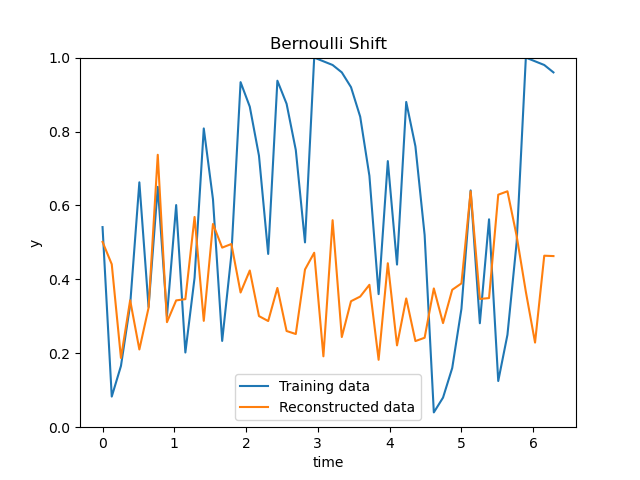 Bernoulli Shift
1.0
0.8
0.6
0.4
0.2
0.0
y
Training data
Reconstructed data
0 1 2 3 4 5 6
time